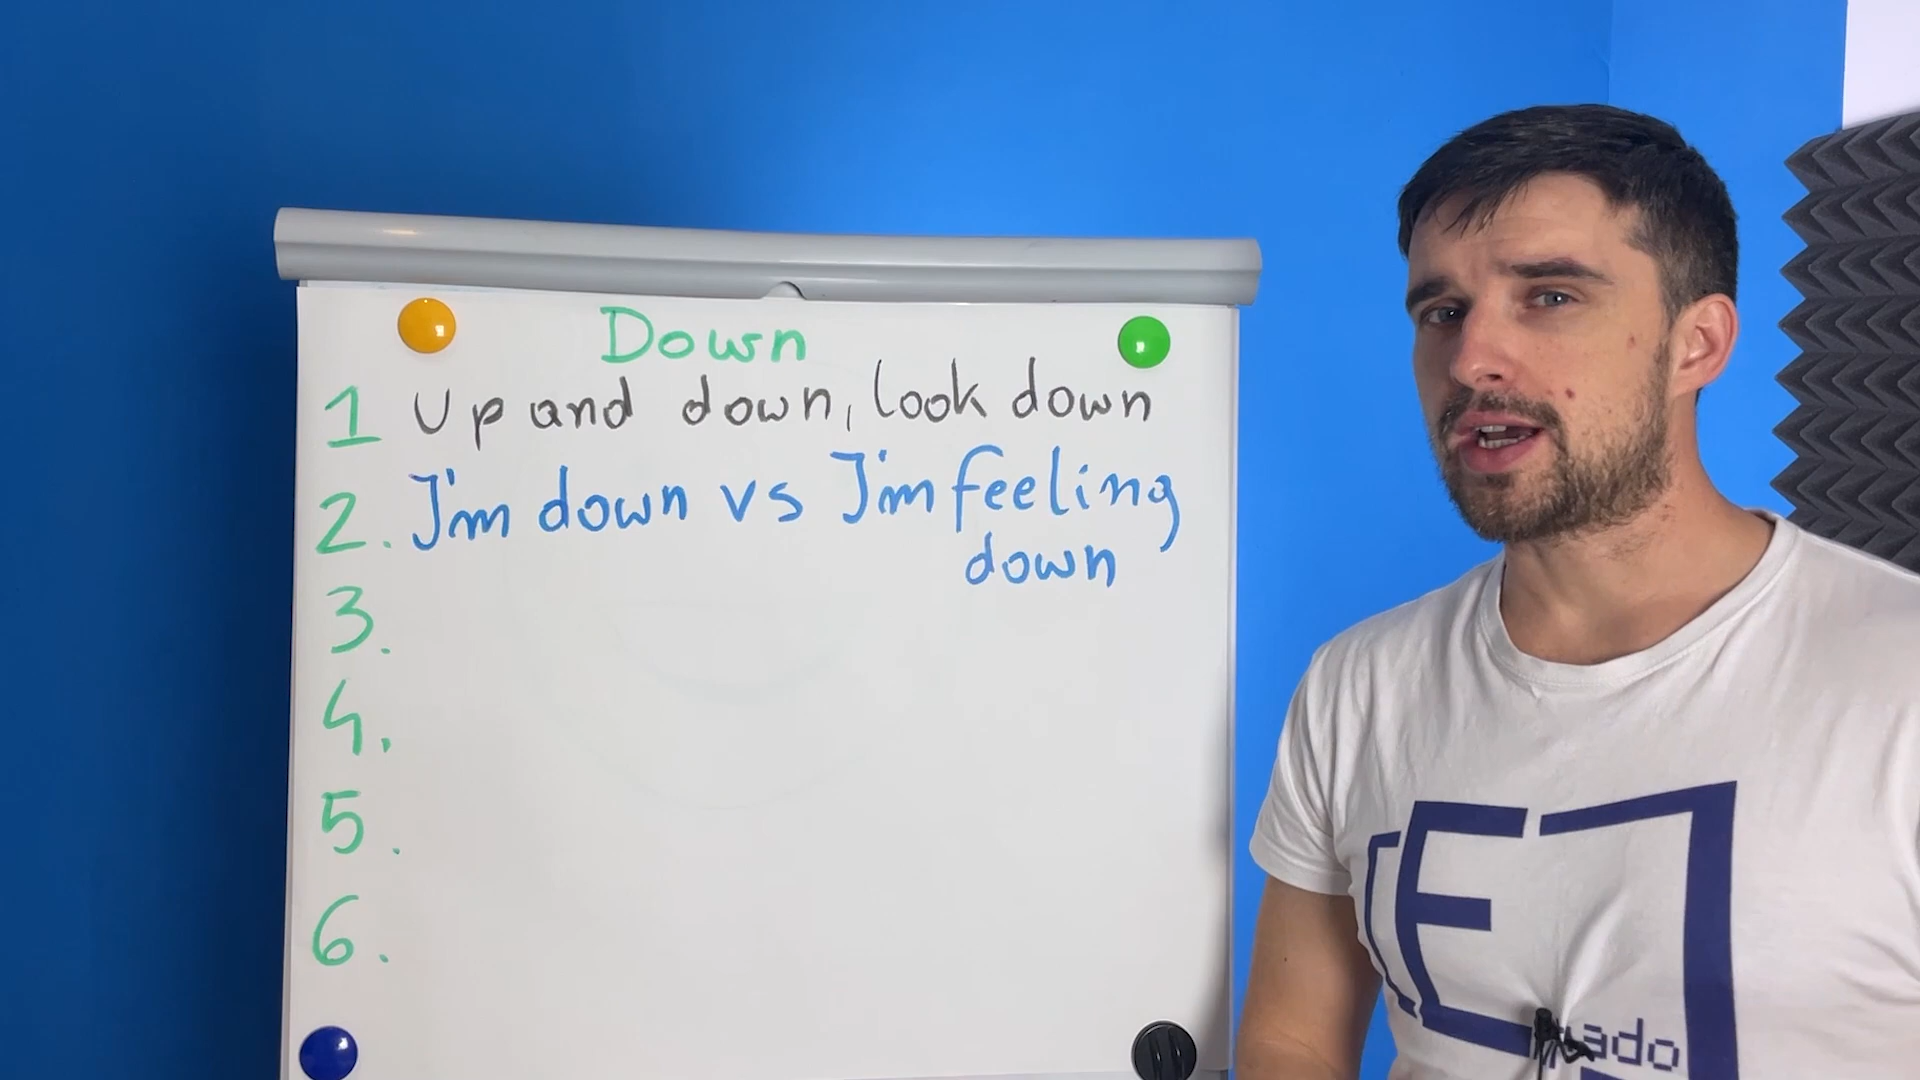 Down
1 Up and down, look down
2. I'm down vs I'm feeling
down
3.
4.
5.
6.
E